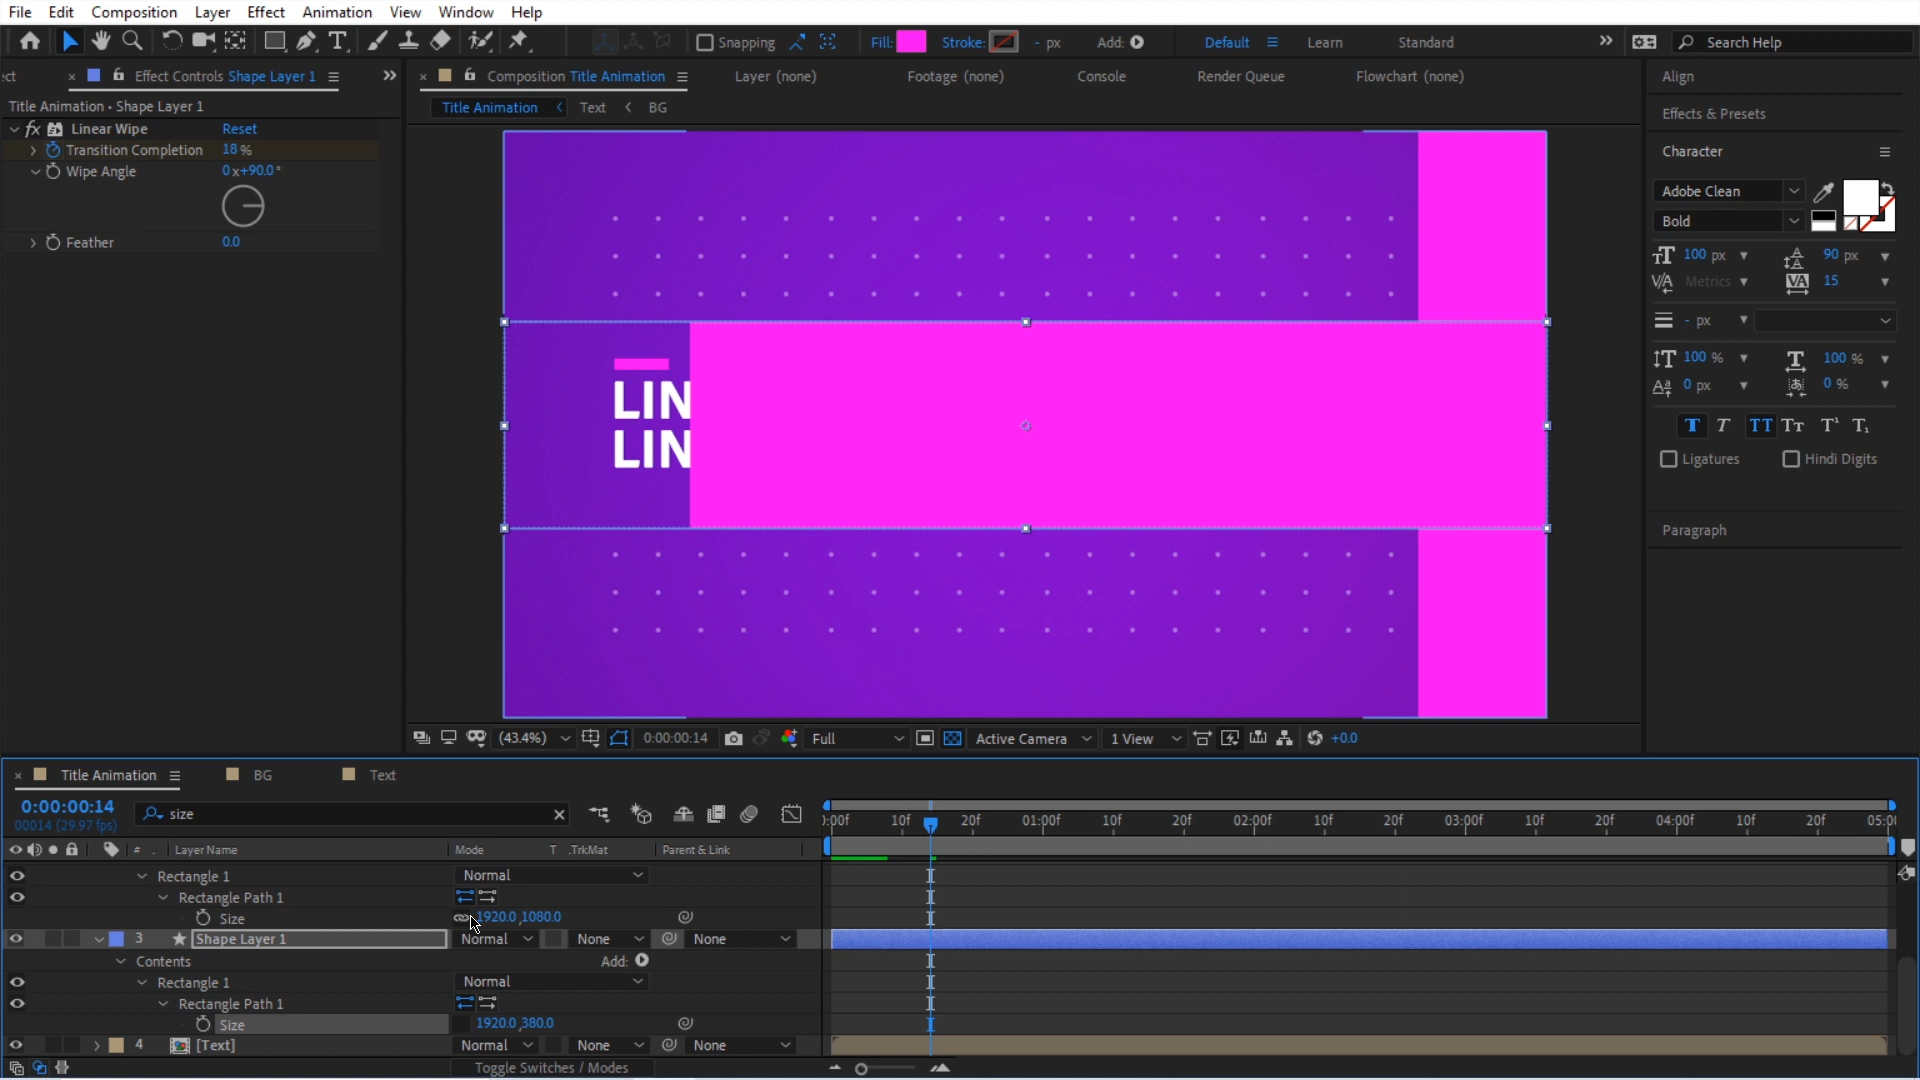 File Edit Composition Layer Effect Animation View Window Help
Snapping Fill: Stroke: - px Add: Default Learn Standard Search Help
ect × Effect Controls Shape Layer 1 × Composition Title Animation Layer (none) Footage (none) Console Render Queue Flowchart (none) Align
Title Animation • Shape Layer 1 Title Animation Text BG Effects & Presets
fx Linear Wipe Reset
Transition Completion 18 %
Wipe Angle 0 x+90.0 °
Feather 0.0
Character
Adobe Clean
Bold
100 px 90 px
Metrics 15
- px
100 % 100 %
0 px 0 %
T T TT Tт T¹ T₁
Ligatures Hindi Digits
Paragraph
LIN
LIN
(43.4%) 0:00:00:14 Full Active Camera 1 View +0.0
× Title Animation BG Text
0:00:00:14 size
00014 (29.97 fps)
):00f 10f 20f 01:00f 10f 20f 02:00f 10f 20f 03:00f 10f 20f 04:00f 10f 20f 05:00
# . Layer Name Mode T .TrkMat Parent & Link
Rectangle 1 Normal
Rectangle Path 1
Size 1920.0 ,1080.0
3 Shape Layer 1 Normal None None
Contents Add:
Rectangle 1 Normal
Rectangle Path 1
Size 1920.0 ,380.0
4 [Text] Normal None None
Toggle Switches / Modes